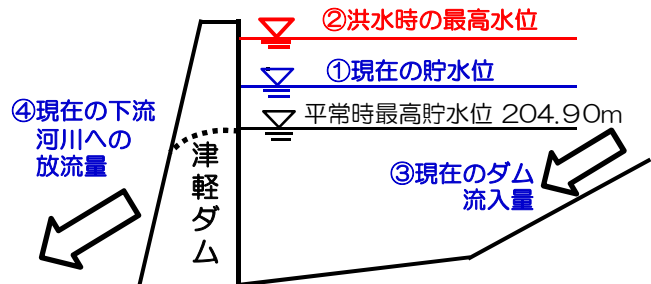 ②洪水時の最高水位
①現在の貯水位
平常時最高貯水位 204.90m
④現在の下流
河川への
放流量
津軽ダム
③現在のダム
流入量